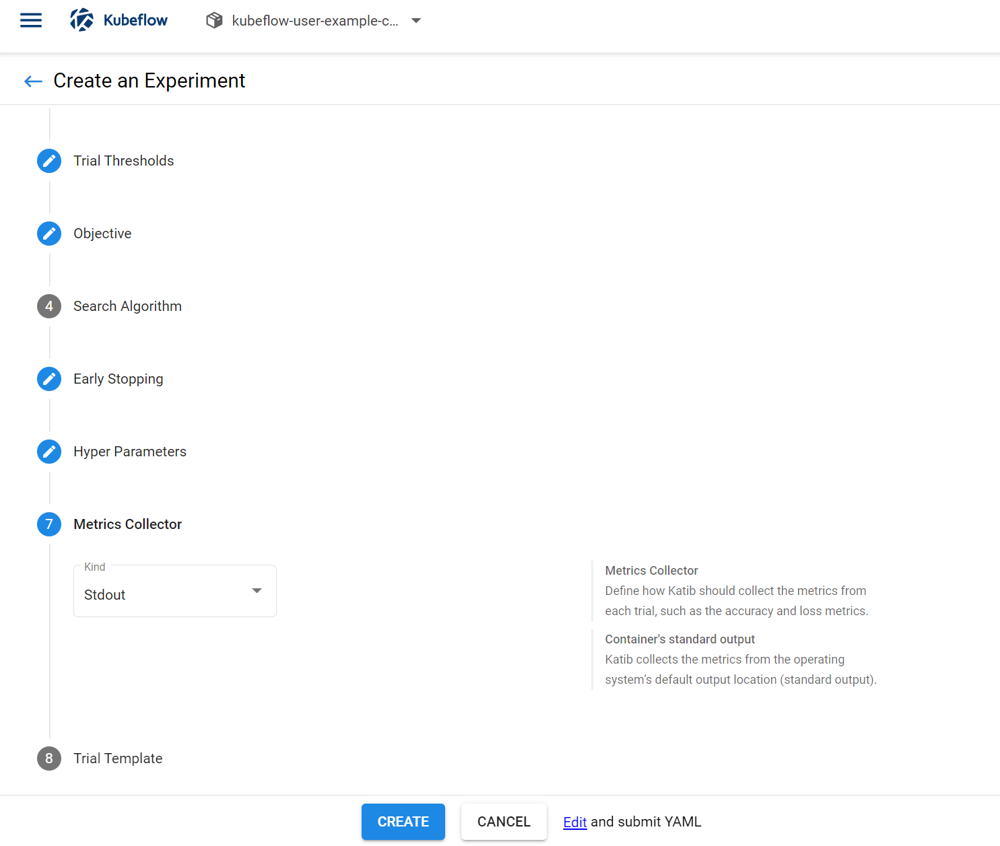 Kubeflow
kubeflow-user-example-c...
Create an Experiment
Trial Thresholds
Objective
4 Search Algorithm
Early Stopping
Hyper Parameters
7 Metrics Collector
Kind
Stdout
Metrics Collector
Define how Katib should collect the metrics from
each trial, such as the accuracy and loss metrics.
Container's standard output
Katib collects the metrics from the operating
system’s default output location (standard output).
8 Trial Template
CREATE CANCEL Edit and submit YAML